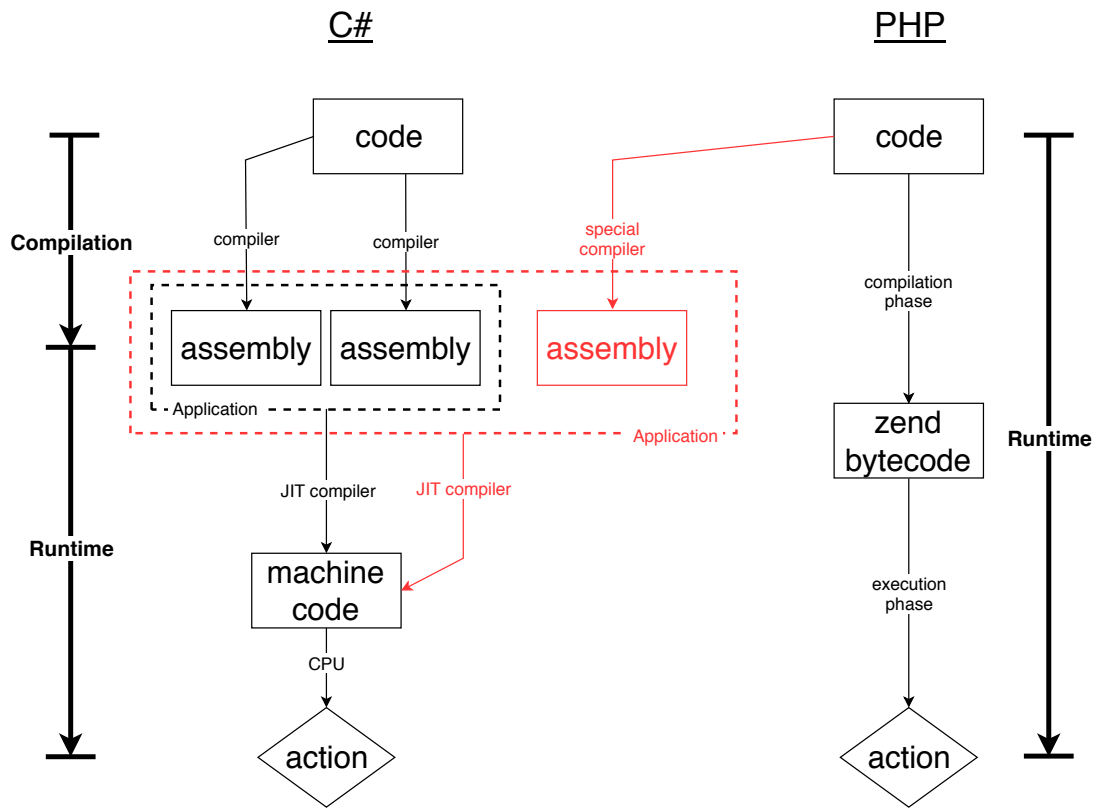 C#
PHP
code
code
compiler
compiler
special
compiler
Compilation
compilation
phase
assembly
assembly
assembly
Application
Application
zend
bytecode
Runtime
JIT compiler
JIT compiler
Runtime
machine
code
execution
phase
CPU
action
action